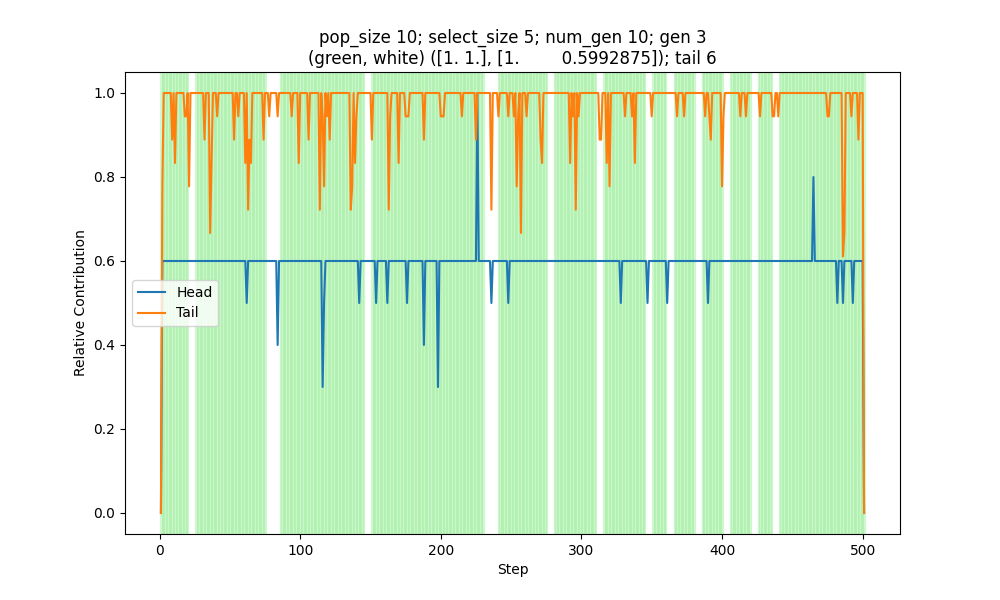 pop_size 10; select_size 5; num_gen 10; gen 3
(green, white) ([1. 1.], [1.        0.5992875]); tail 6
Relative Contribution
1.0
0.8
0.6
0.4
0.2
0.0
Head
Tail
0
100
200
300
400
500
Step